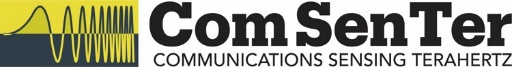 ComSenTer
COMMUNICATIONS SENSING TERAHERTZ